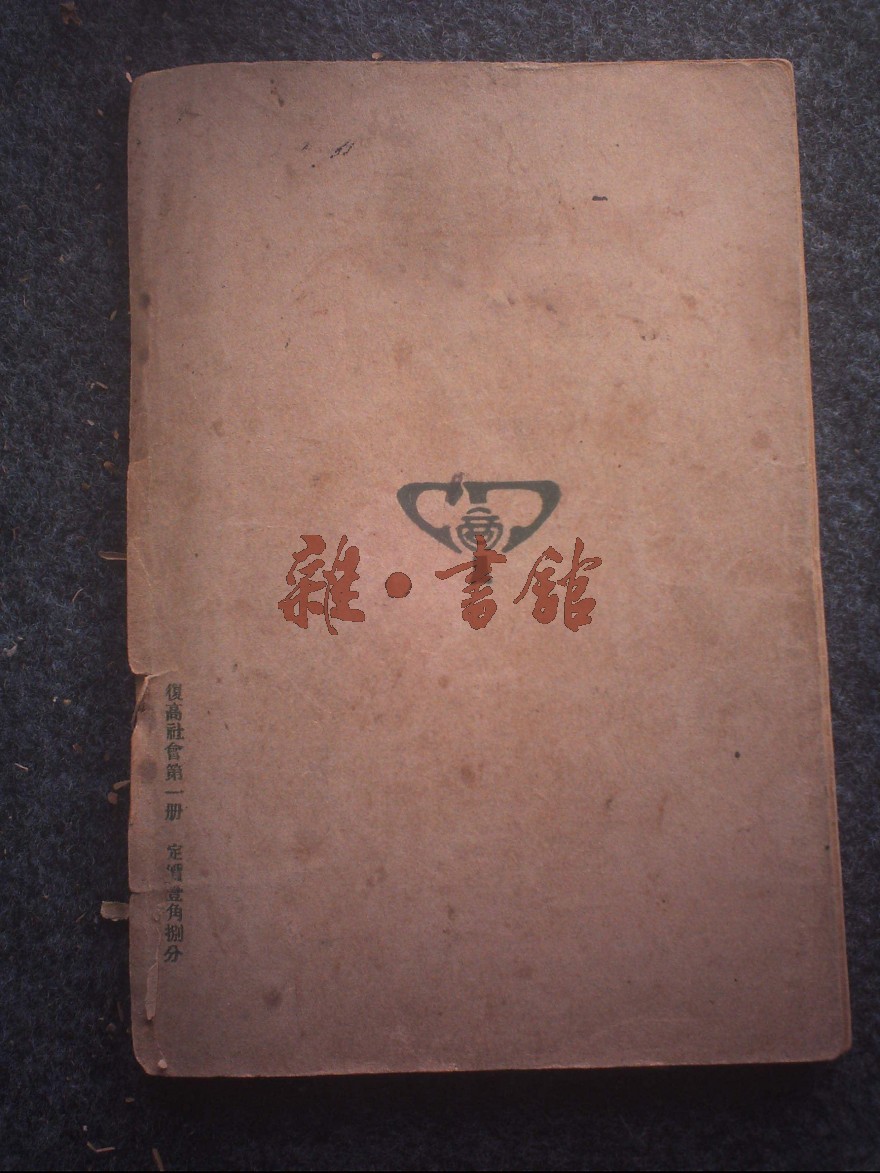 雜·書館
復高社會第一册 定價壹角捌分